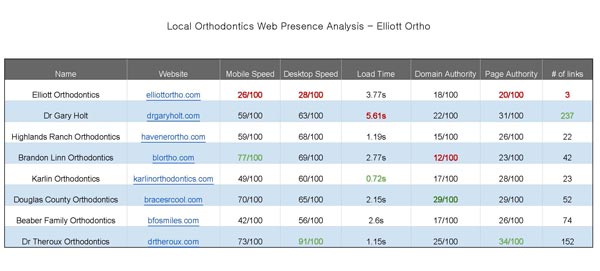 Local Orthodontics Web Presence Analysis – Elliott Ortho
Name Website Mobile Speed Desktop Speed Load Time Domain Authority Page Authority # of links
Elliott Orthodontics elliottortho.com 26/100 28/100 3.77s 18/100 20/100 3
Dr Gary Holt drgaryholt.com 59/100 63/100 5.61s 22/100 31/100 237
Highlands Ranch Orthodontics havenerortho.com 59/100 68/100 1.19s 15/100 26/100 22
Brandon Linn Orthodontics blortho.com 77/100 69/100 2.77s 12/100 23/100 42
Karlin Orthodontics karlinorthodontics.com 49/100 60/100 0.72s 17/100 28/100 23
Douglas County Orthodontics bracesrcool.com 70/100 65/100 2.15s 29/100 29/100 52
Beaber Family Orthodontics bfosmiles.com 42/100 56/100 2.6s 17/100 26/100 74
Dr Theroux Orthodontics drtheroux.com 73/100 91/100 1.15s 25/100 34/100 152